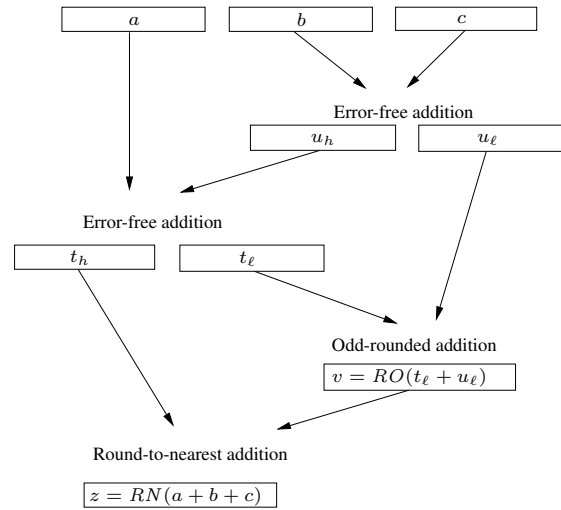 a b c
Error-free addition
u_h u_ℓ
Error-free addition
t_h t_ℓ
Odd-rounded addition
v = RO(t_ℓ + u_ℓ)
Round-to-nearest addition
z = RN(a + b + c)